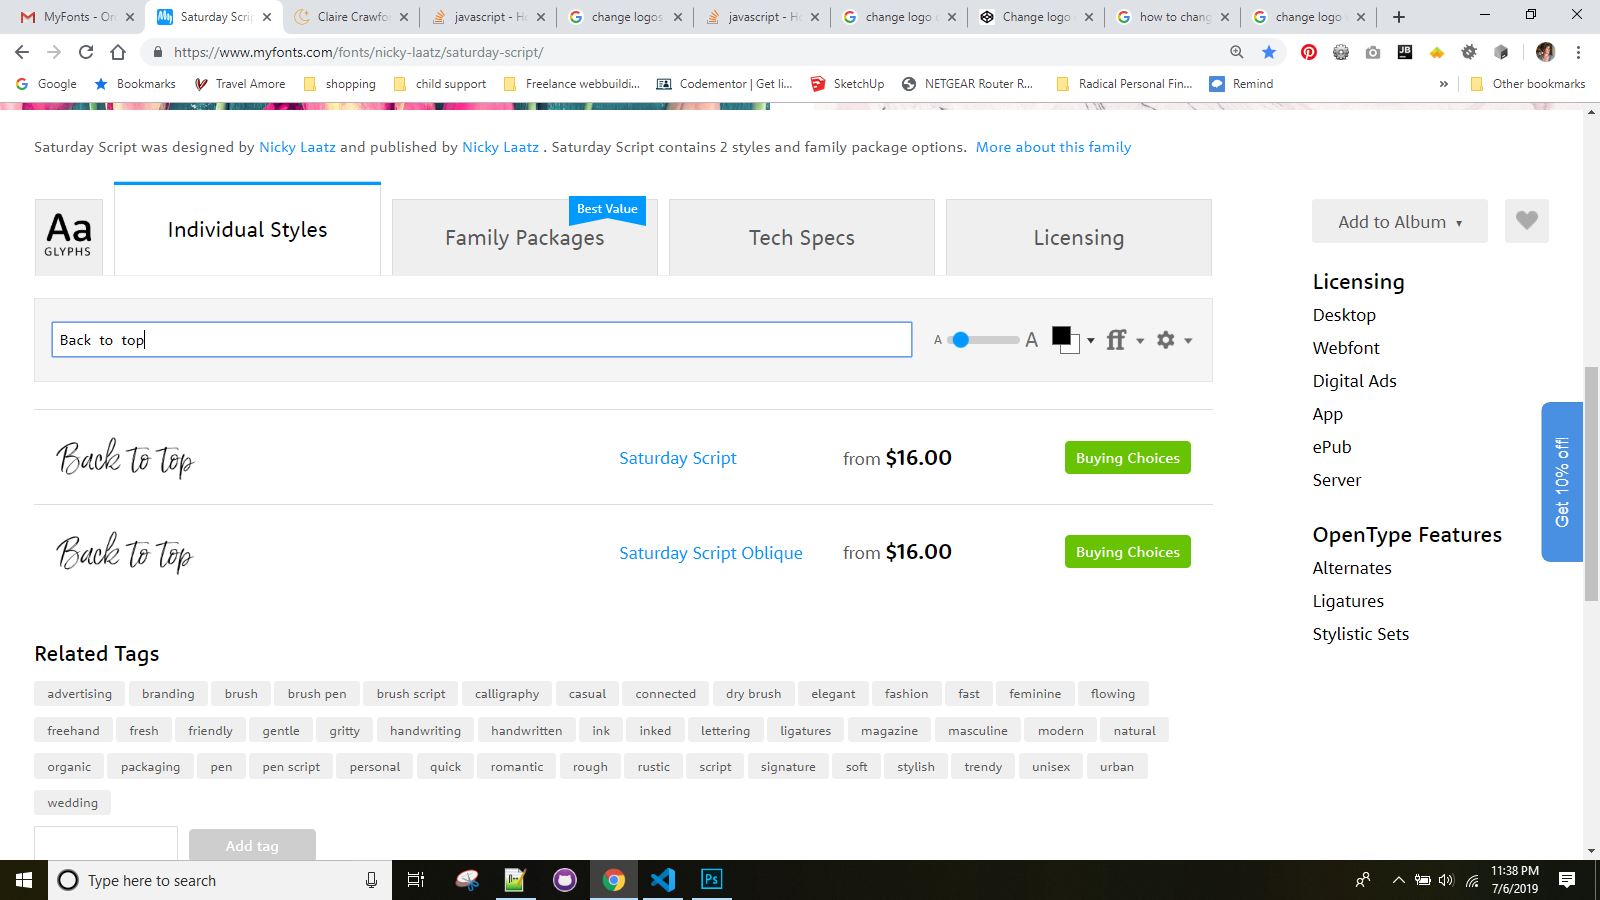 MyFonts - Or
Saturday Scri
Claire Crawfo
javascript - H
change logos
javascript - H
change logo
Change logo
how to chang
change logo
https://www.myfonts.com/fonts/nicky-laatz/saturday-script/
Google
Bookmarks
Travel Amore
shopping
child support
Freelance webbuildi...
Codementor | Get li...
SketchUp
NETGEAR Router R...
Radical Personal Fin...
Remind
»
Other bookmarks
Saturday Script was designed by Nicky Laatz and published by Nicky Laatz . Saturday Script contains 2 styles and family package options. More about this family
Aa
GLYPHS
Individual Styles
Best Value
Family Packages
Tech Specs
Licensing
Add to Album ▾
Back to top
A
A
ff
Back to top
Saturday Script
from $16.00
Buying Choices
Back to top
Saturday Script Oblique
from $16.00
Buying Choices
Licensing
Desktop
Webfont
Digital Ads
App
ePub
Server
Get 10% off!
OpenType Features
Alternates
Ligatures
Stylistic Sets
Related Tags
advertising branding brush brush pen brush script calligraphy casual connected dry brush elegant fashion fast feminine flowing
freehand fresh friendly gentle gritty handwriting handwritten ink inked lettering ligatures magazine masculine modern natural
organic packaging pen pen script personal quick romantic rough rustic script signature soft stylish trendy unisex urban
wedding
Add tag
Type here to search
Ps
11:38 PM
7/6/2019